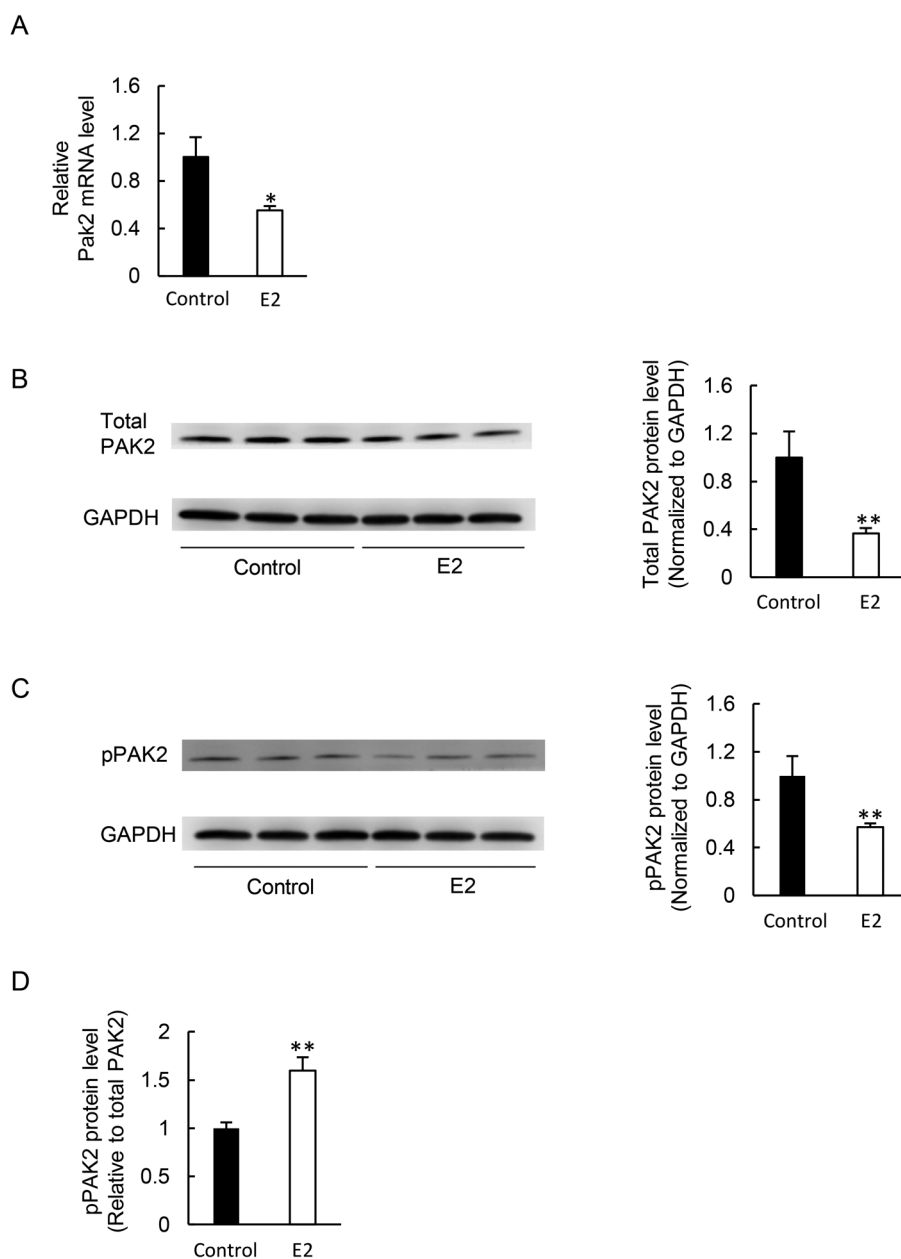 A
Relative
Pak2 mRNA level
1.6
1.2
0.8
0.4
0
*
Control
E2
B
Total
PAK2
GAPDH
Control
E2
Total PAK2 protein level
(Normalized to GAPDH)
1.6
1.2
0.8
0.4
0
**
Control
E2
C
pPAK2
GAPDH
Control
E2
pPAK2 protein level
(Normalized to GAPDH)
1.6
1.2
0.8
0.4
0
**
Control
E2
D
pPAK2 protein level
(Relative to total PAK2)
2
1.5
1
0.5
0
**
Control
E2